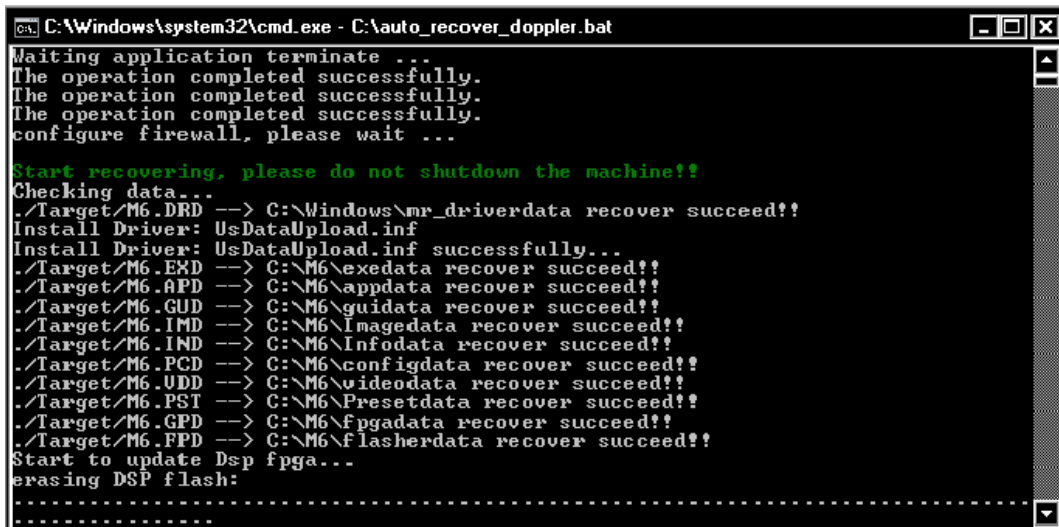 C:\Windows\system32\cmd.exe - C:\auto_recover_doppler.bat
Waiting application terminate ...
The operation completed successfully.
The operation completed successfully.
The operation completed successfully.
configure firewall, please wait ...
Start recovering, please do not shutdown the machine!!
Checking data...
./Target/M6.DRD --> C:\Windows\mr_driverdata recover succeed!!
Install Driver: UsDataUpload.inf
Install Driver: UsDataUpload.inf successfully...
./Target/M6.EXD --> C:\M6\exedata recover succeed!!
./Target/M6.APD --> C:\M6\appdata recover succeed!!
./Target/M6.GUD --> C:\M6\guidata recover succeed!!
./Target/M6.IMD --> C:\M6\Imagedata recover succeed!!
./Target/M6.IND --> C:\M6\Infodata recover succeed!!
./Target/M6.PCD --> C:\M6\configdata recover succeed!!
./Target/M6.VDD --> C:\M6\videodata recover succeed!!
./Target/M6.PST --> C:\M6\Presetdata recover succeed!!
./Target/M6.GPD --> C:\M6\fpgadata recover succeed!!
./Target/M6.FPD --> C:\M6\flasherdata recover succeed!!
Start to update Dsp fpga...
erasing DSP flash:
................................................................................
................